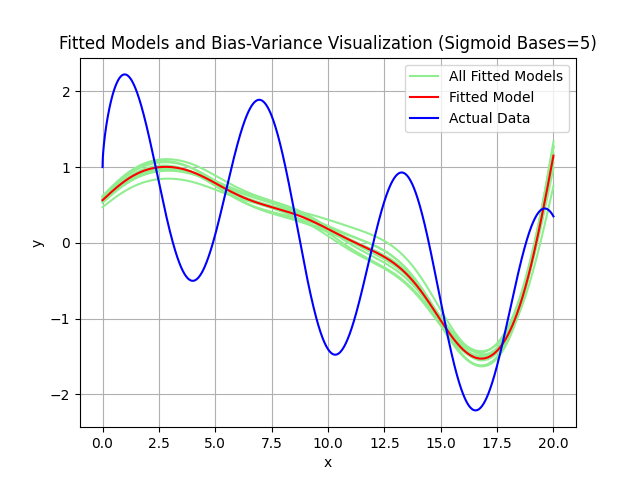 Fitted Models and Bias-Variance Visualization (Sigmoid Bases=5)
All Fitted Models
Fitted Model
Actual Data
y
2
1
0
−1
−2
0.0 2.5 5.0 7.5 10.0 12.5 15.0 17.5 20.0
x